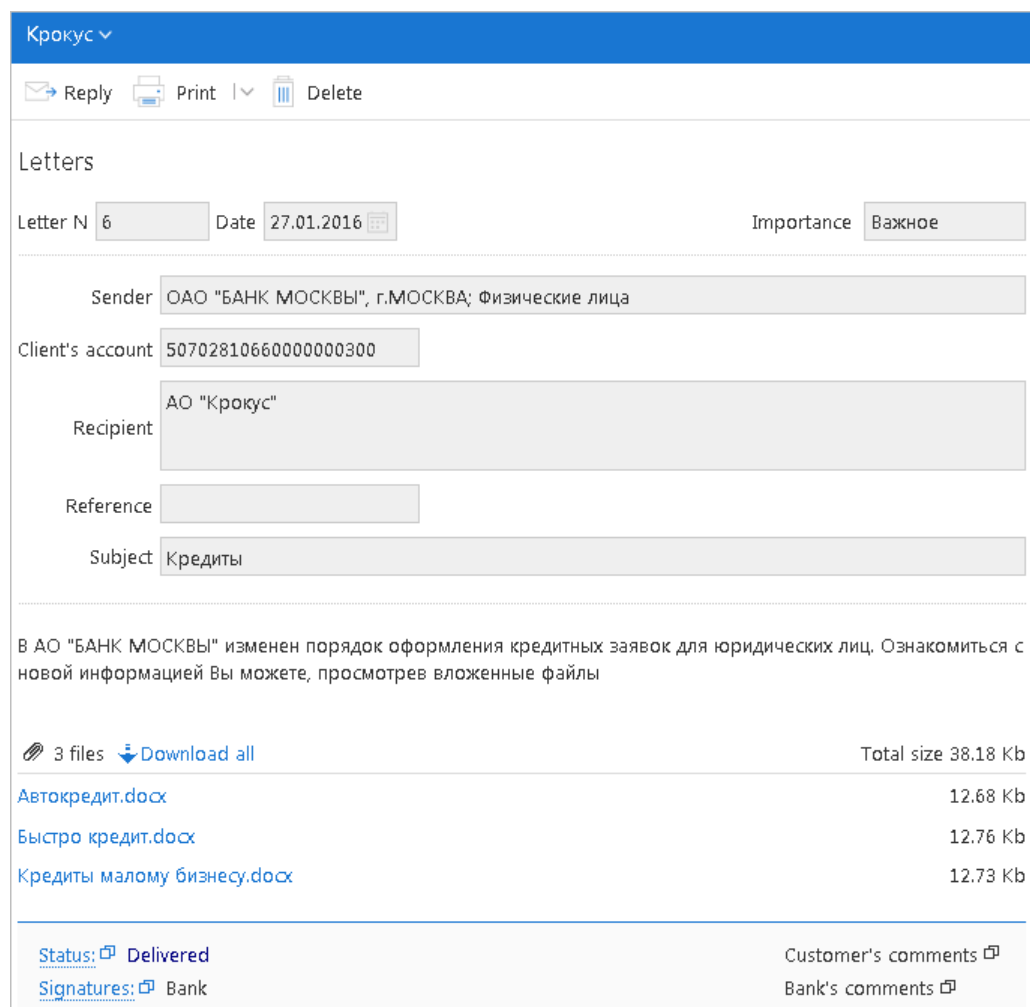 Крокус
Reply Print Delete
Letters
Letter N 6 Date 27.01.2016 Importance Важное
Sender ОАО "БАНК МОСКВЫ", г.МОСКВА; Физические лица
Client's account 50702810660000000300
АО "Крокус"
Recipient
Reference
Subject Кредиты
В АО "БАНК МОСКВЫ" изменен порядок оформления кредитных заявок для юридических лиц. Ознакомиться с
новой информацией Вы можете, просмотрев вложенные файлы
3 files Download all Total size 38.18 Kb
Автокредит.docx 12.68 Kb
Быстро кредит.docx 12.76 Kb
Кредиты малому бизнесу.docx 12.73 Kb
Status: Delivered Customer's comments
Signatures: Bank Bank's comments